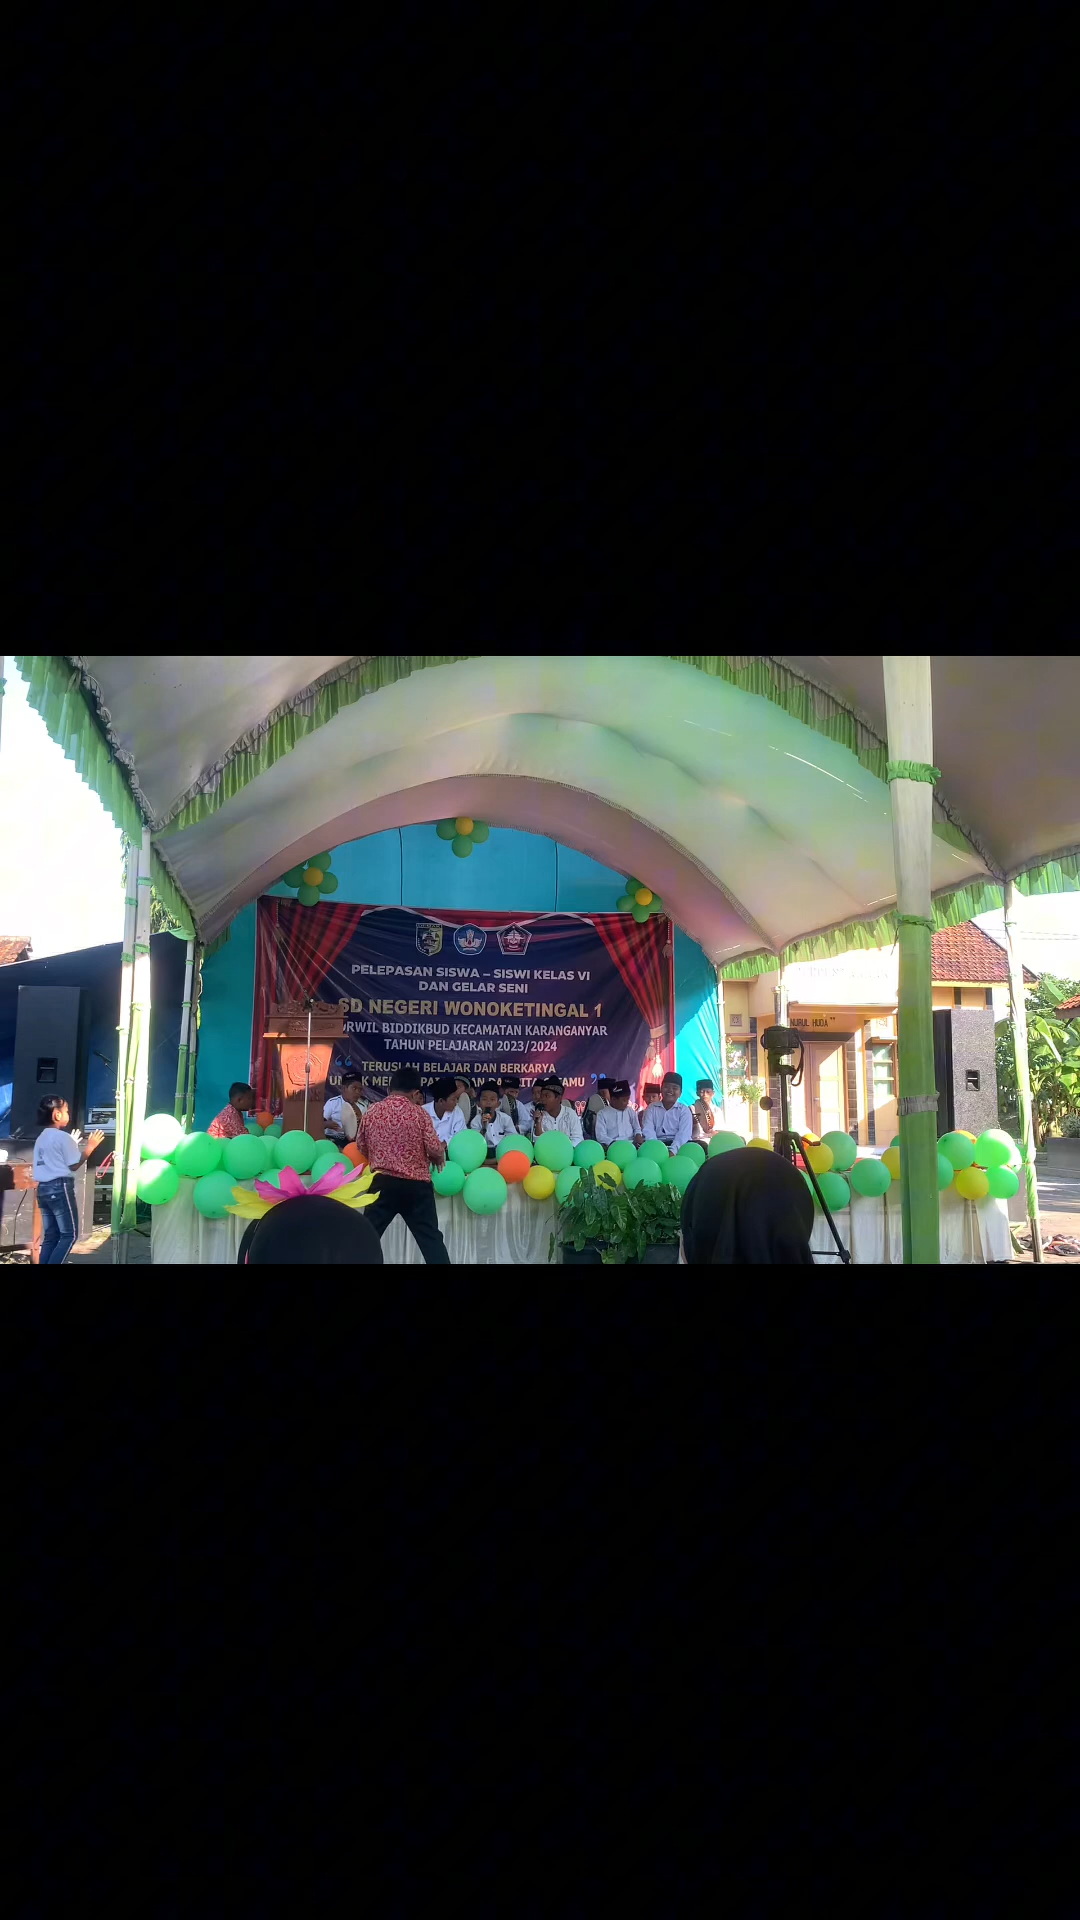 PELEPASAN SISWA – SISWI KELAS VI
DAN GELAR SENI
SD NEGERI WONOKETINGAL 1
KORWIL BIDDIKBUD KECAMATAN KARANGANYAR
TAHUN PELAJARAN 2023/2024
“ TERUSLAH BELAJAR DAN BERKARYA
NURUL HUDA"